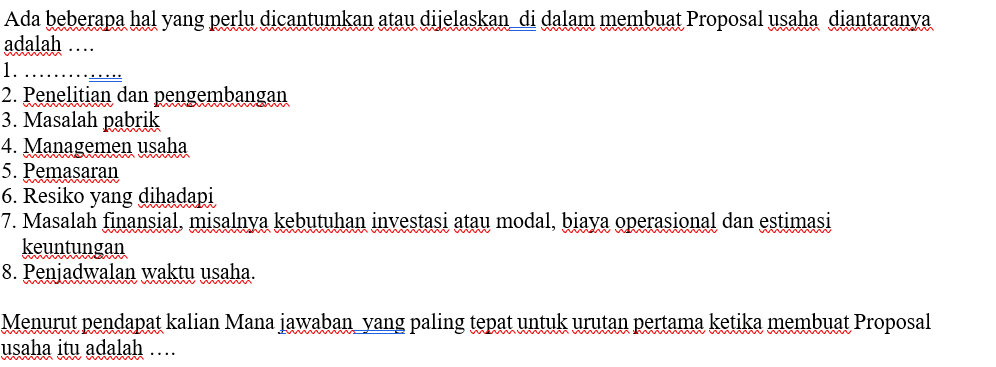 Ada beberapa hal yang perlu dicantumkan atau dijelaskan  di dalam membuat Proposal usaha  diantaranya
adalah ….
1. ……………..
2. Penelitian dan pengembangan
3. Masalah pabrik
4. Managemen usaha
5. Pemasaran
6. Resiko yang dihadapi
7. Masalah finansial, misalnya kebutuhan investasi atau modal, biaya operasional dan estimasi
keuntungan
8. Penjadwalan waktu usaha.
Menurut pendapat kalian Mana jawaban  yang paling tepat untuk urutan pertama ketika membuat Proposal
usaha itu adalah ….